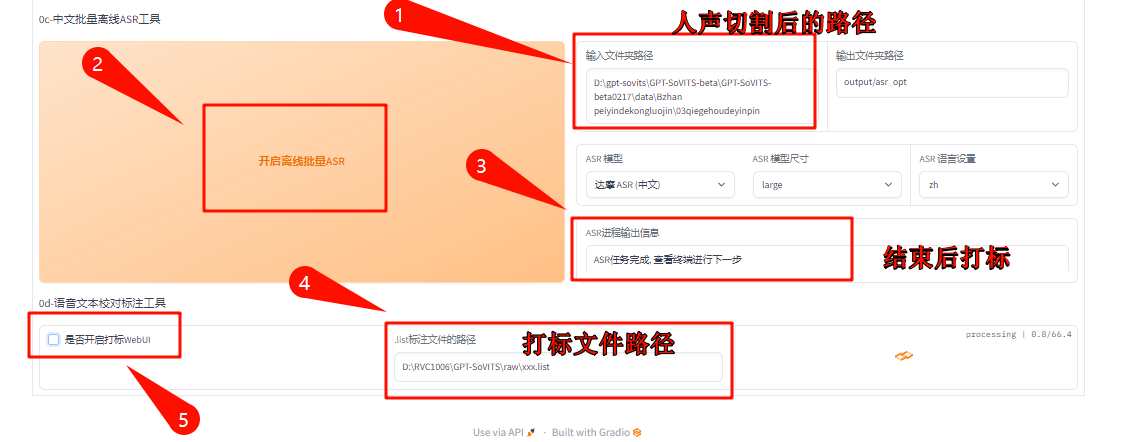 0c-中文批量离线ASR工具
1
人声切割后的路径
2
开启离线批量ASR
输入文件夹路径
D:\gpt-sovits\GPT-SoVITS-beta\GPT-SoVITS-
beta0217\data\Bzhan
peiyindekongluojin\03qiegehoudeyinpin
输出文件夹路径
output/asr_opt
3
ASR 模型
达摩 ASR (中文)
ASR 模型尺寸
large
ASR 语言设置
zh
ASR进程输出信息
ASR任务完成, 查看终端进行下一步
结束后打标
4
0d-语音文本校对标注工具
是否开启打标WebUI
.list标注文件的路径
打标文件路径
D:\RVC1006\GPT-SoVITS\raw\xxx.list
processing | 0.8/66.4
5
Use via API · Built with Gradio